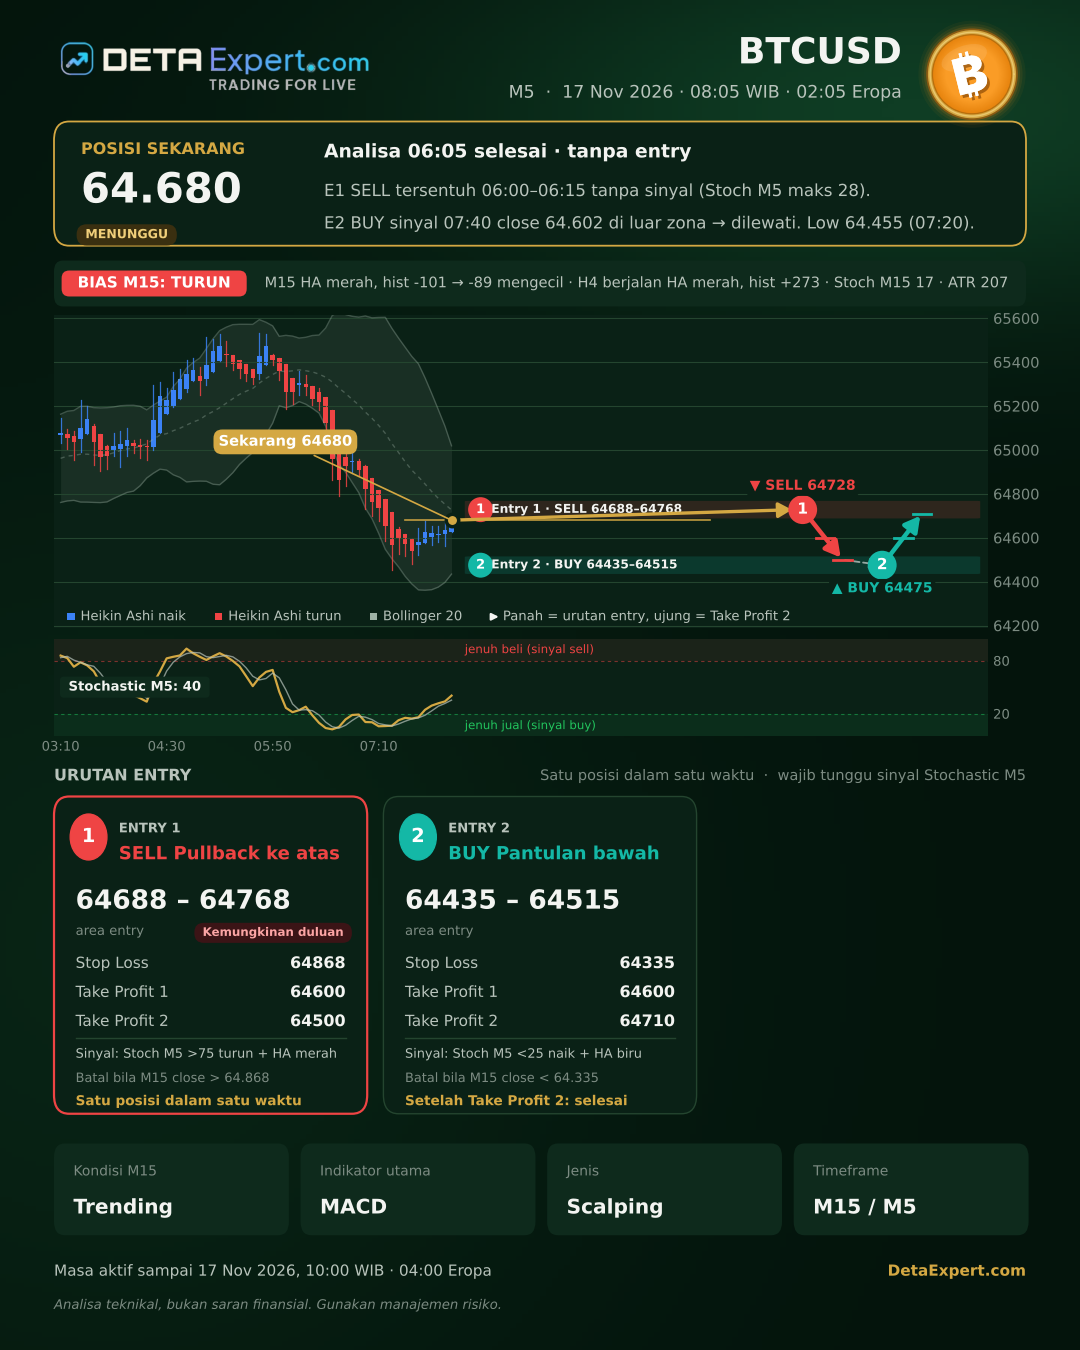 DETA Expert.com
TRADING FOR LIVE
BTCUSD
M5 · 17 Nov 2026 · 08:05 WIB · 02:05 Eropa
POSISI SEKARANG
64.680
MENUNGGU
Analisa 06:05 selesai · tanpa entry
E1 SELL tersentuh 06:00–06:15 tanpa sinyal (Stoch M5 maks 28).
E2 BUY sinyal 07:40 close 64.602 di luar zona → dilewati. Low 64.455 (07:20).
BIAS M15: TURUN
M15 HA merah, hist -101 → -89 mengecil · H4 berjalan HA merah, hist +273 · Stoch M15 17 · ATR 207
65600
65400
65200
65000
64800
64600
64400
64200
Sekarang 64680
▼ SELL 64728
1 Entry 1 · SELL 64688–64768
1
2 Entry 2 · BUY 64435–64515
2
▲ BUY 64475
Heikin Ashi naik
Heikin Ashi turun
Bollinger 20
Panah = urutan entry, ujung = Take Profit 2
jenuh beli (sinyal sell)
80
Stochastic M5: 40
20
jenuh jual (sinyal buy)
03:10
04:30
05:50
07:10
URUTAN ENTRY
Satu posisi dalam satu waktu · wajib tunggu sinyal Stochastic M5
1
ENTRY 1
SELL Pullback ke atas
64688 – 64768
area entry
Kemungkinan duluan
Stop Loss 64868
Take Profit 1 64600
Take Profit 2 64500
Sinyal: Stoch M5 >75 turun + HA merah
Batal bila M15 close > 64.868
Satu posisi dalam satu waktu
2
ENTRY 2
BUY Pantulan bawah
64435 – 64515
area entry
Stop Loss 64335
Take Profit 1 64600
Take Profit 2 64710
Sinyal: Stoch M5 <25 naik + HA biru
Batal bila M15 close < 64.335
Setelah Take Profit 2: selesai
Kondisi M15
Trending
Indikator utama
MACD
Jenis
Scalping
Timeframe
M15 / M5
Masa aktif sampai 17 Nov 2026, 10:00 WIB · 04:00 Eropa
DetaExpert.com
Analisa teknikal, bukan saran finansial. Gunakan manajemen risiko.